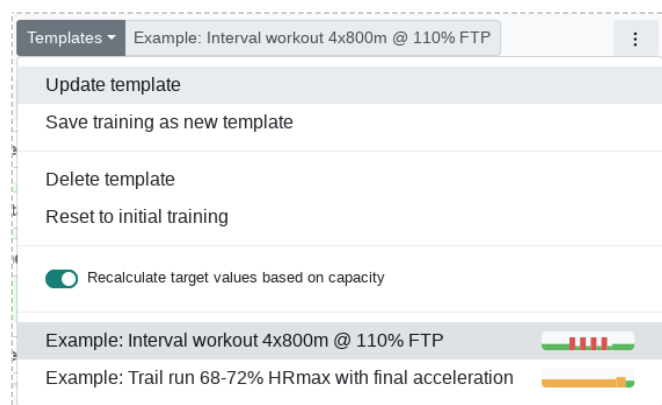 Templates Example: Interval workout 4x800m @ 110% FTP
Update template
Save training as new template
Delete template
Reset to initial training
Recalculate target values based on capacity
Example: Interval workout 4x800m @ 110% FTP
Example: Trail run 68-72% HRmax with final acceleration